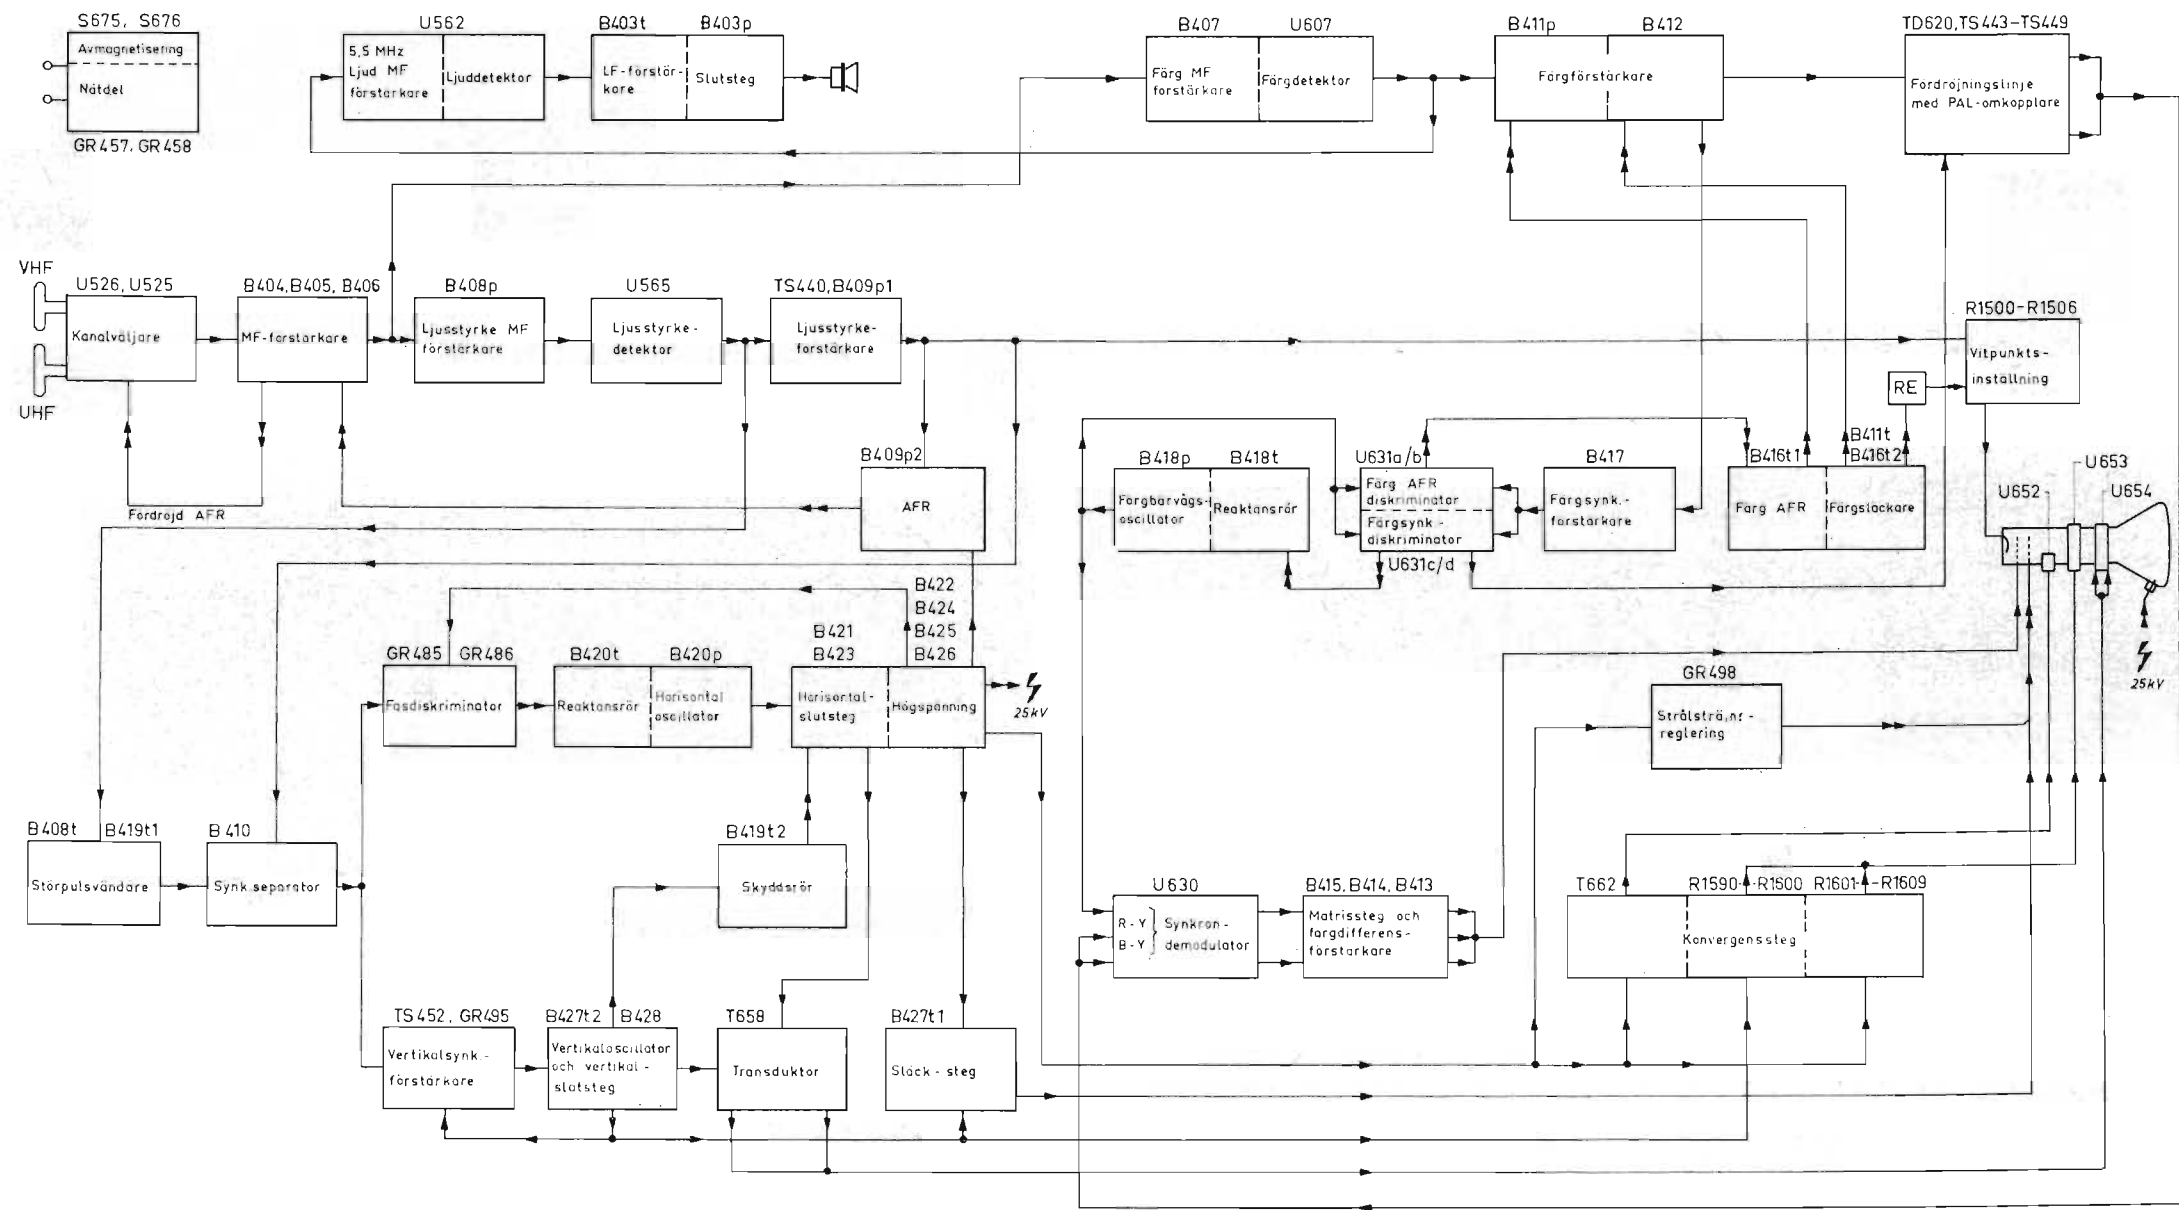 S675, S676
Avmagnetisering
Nätdel
GR457, GR458
U562
5,5 MHz
Ljud MF
förstärkare
Ljuddetektor
B403t
B403p
LF-förstär-
kare
Slutsteg
B407
U607
Färg MF
förstärkare
Färgdetektor
B411p
B412
Färgförstärkare
TD620, TS443-TS449
Fördröjningslinje
med PAL-omkopplare
VHF
UHF
U526, U525
Kanalväljare
B404, B405, B406
MF-förstärkare
B408p
Ljusstyrke MF
förstärkare
U565
Ljusstyrke-
detektor
TS440, B409p1
Ljusstyrke-
förstärkare
R1500-R1506
Vitpunkts-
inställning
RE
Fördröjd AFR
B409p2
AFR
B418p
B418t
Färgbärvågs-
oscillator
Reaktansrör
U631a/b
Färg AFR
diskriminator
Färgsynk-
diskriminator
U631c/d
B417
Färgsynk.-
förstärkare
B416t1
B411t
B416t2
Färg AFR
Färgsläckare
U652
U653
U654
25kV
GR485
GR486
Fasdiskriminator
B420t
B420p
Reaktansrör
Horisontal
oscillator
B421
B423
B422
B424
B425
B426
Horisontal-
slutsteg
Högspänning
25kV
GR498
Strålströms-
reglering
B408t
B419t1
Störpulsvändare
B410
Synk.separator
B419t2
Skyddsrör
U630
R-Y
B-Y
Synkron-
demodulator
B415, B414, B413
Matrissteg och
färgdifferens-
förstärkare
T662
R1590-R1600
R1601-R1609
Konvergenssteg
TS452, GR495
Vertikalsynk.-
förstärkare
B427t2
B428
Vertikaloscillator
och vertikal-
slutsteg
T658
Transduktor
B427t1
Släck-steg